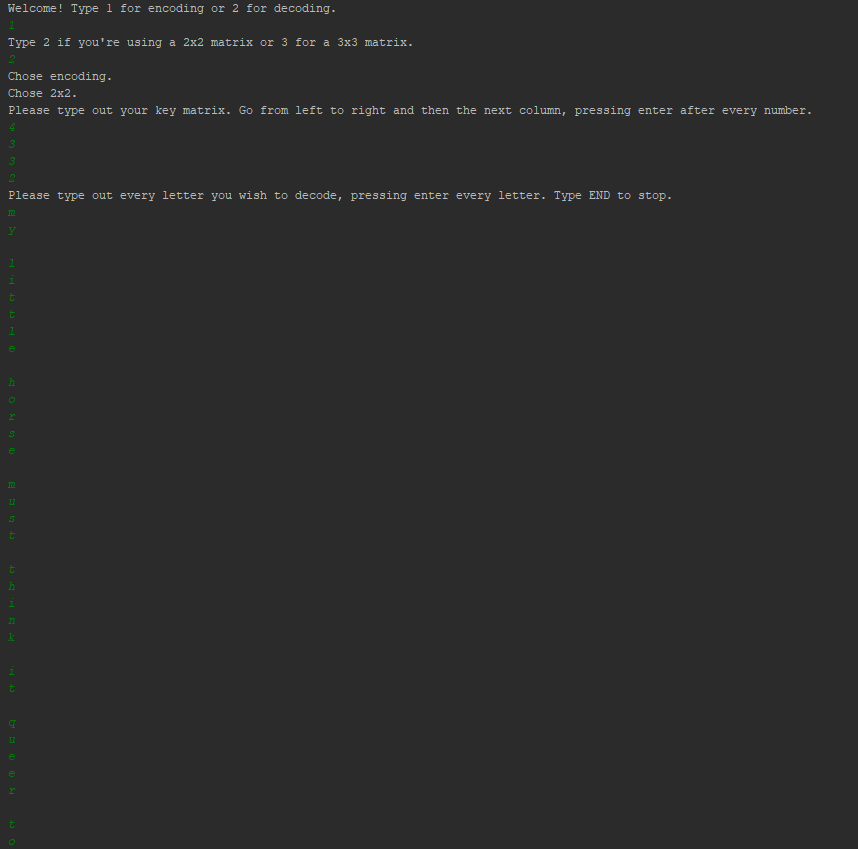 Welcome! Type 1 for encoding or 2 for decoding.
1
Type 2 if you're using a 2x2 matrix or 3 for a 3x3 matrix.
2
Chose encoding.
Chose 2x2.
Please type out your key matrix. Go from left to right and then the next column, pressing enter after every number.
4
3
3
2
Please type out every letter you wish to decode, pressing enter every letter. Type END to stop.
m
y

l
i
t
t
l
e

h
o
r
s
e

m
u
s
t

t
h
i
n
k

i
t

q
u
e
e
r

t
o